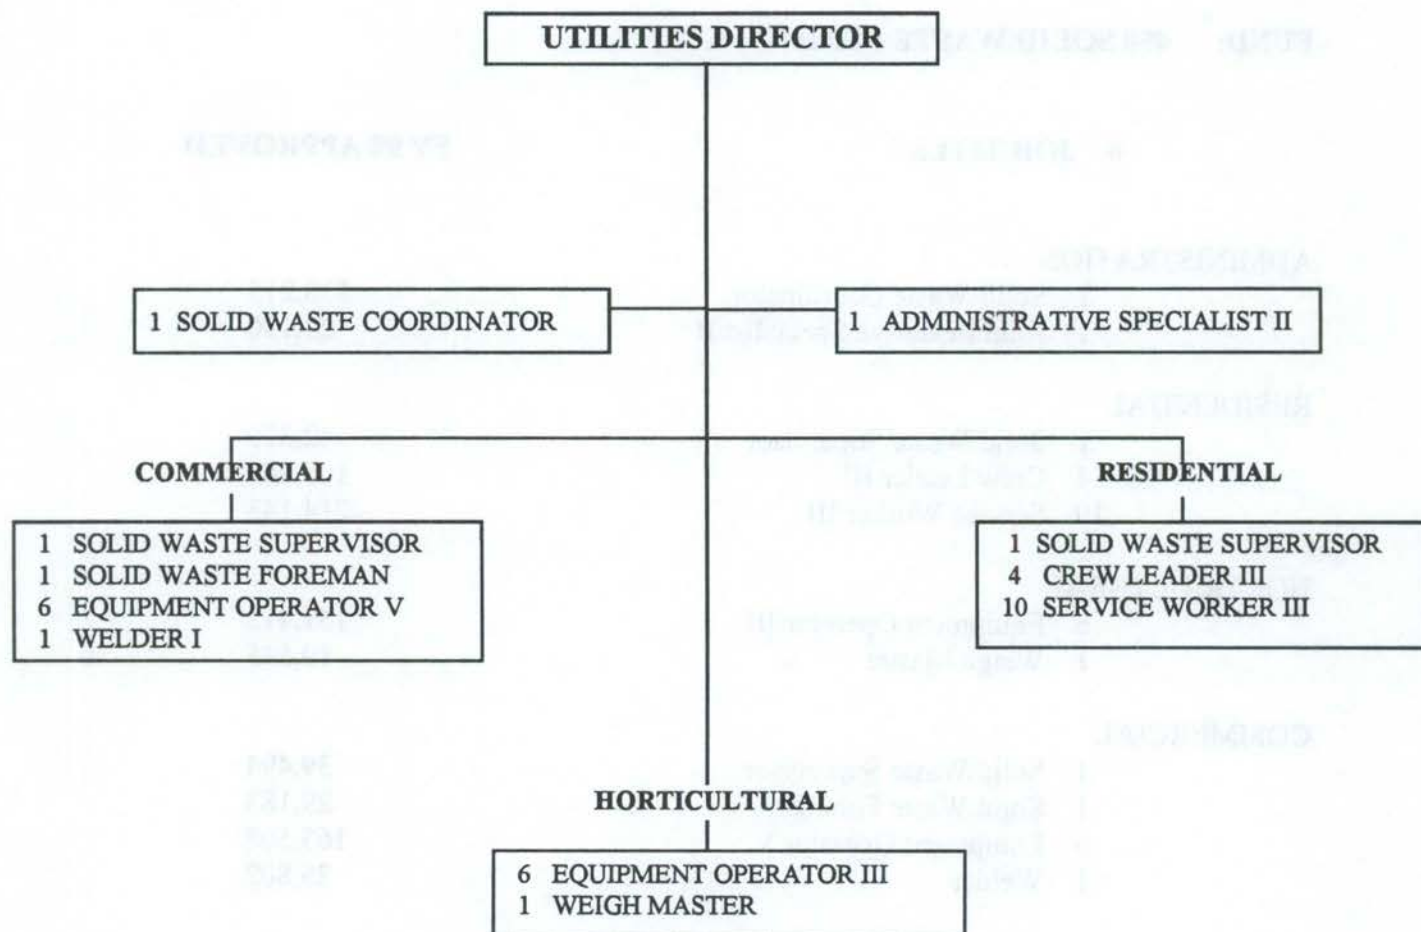 UTILITIES DIRECTOR
1 SOLID WASTE COORDINATOR
1 ADMINISTRATIVE SPECIALIST II
COMMERCIAL
1 SOLID WASTE SUPERVISOR
1 SOLID WASTE FOREMAN
6 EQUIPMENT OPERATOR V
1 WELDER I
RESIDENTIAL
1 SOLID WASTE SUPERVISOR
4 CREW LEADER III
10 SERVICE WORKER III
HORTICULTURAL
6 EQUIPMENT OPERATOR III
1 WEIGH MASTER